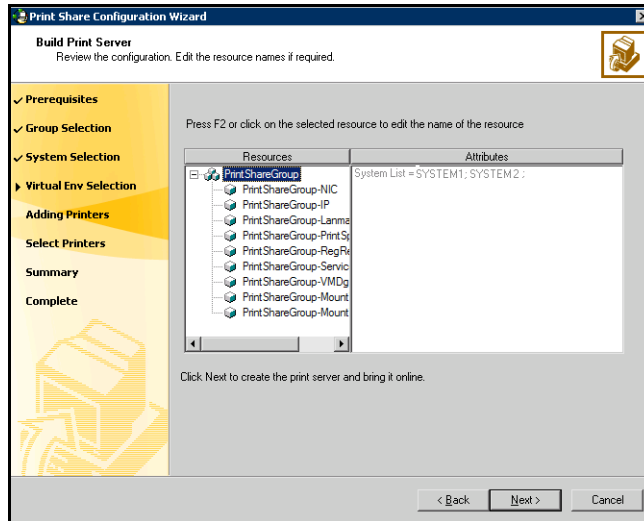 Print Share Configuration Wizard
Build Print Server
Review the configuration. Edit the resource names if required.
Prerequisites
Group Selection
System Selection
Virtual Env Selection
Adding Printers
Select Printers
Summary
Complete
Press F2 or click on the selected resource to edit the name of the resource
Resources Attributes
PrintShareGroup System List = SYSTEM1; SYSTEM2 ;
PrintShareGroup-NIC
PrintShareGroup-IP
PrintShareGroup-Lanma
PrintShareGroup-PrintSp
PrintShareGroup-RegRe
PrintShareGroup-Servic
PrintShareGroup-VMDg
PrintShareGroup-Mount
PrintShareGroup-Mount
Click Next to create the print server and bring it online.
< Back Next > Cancel